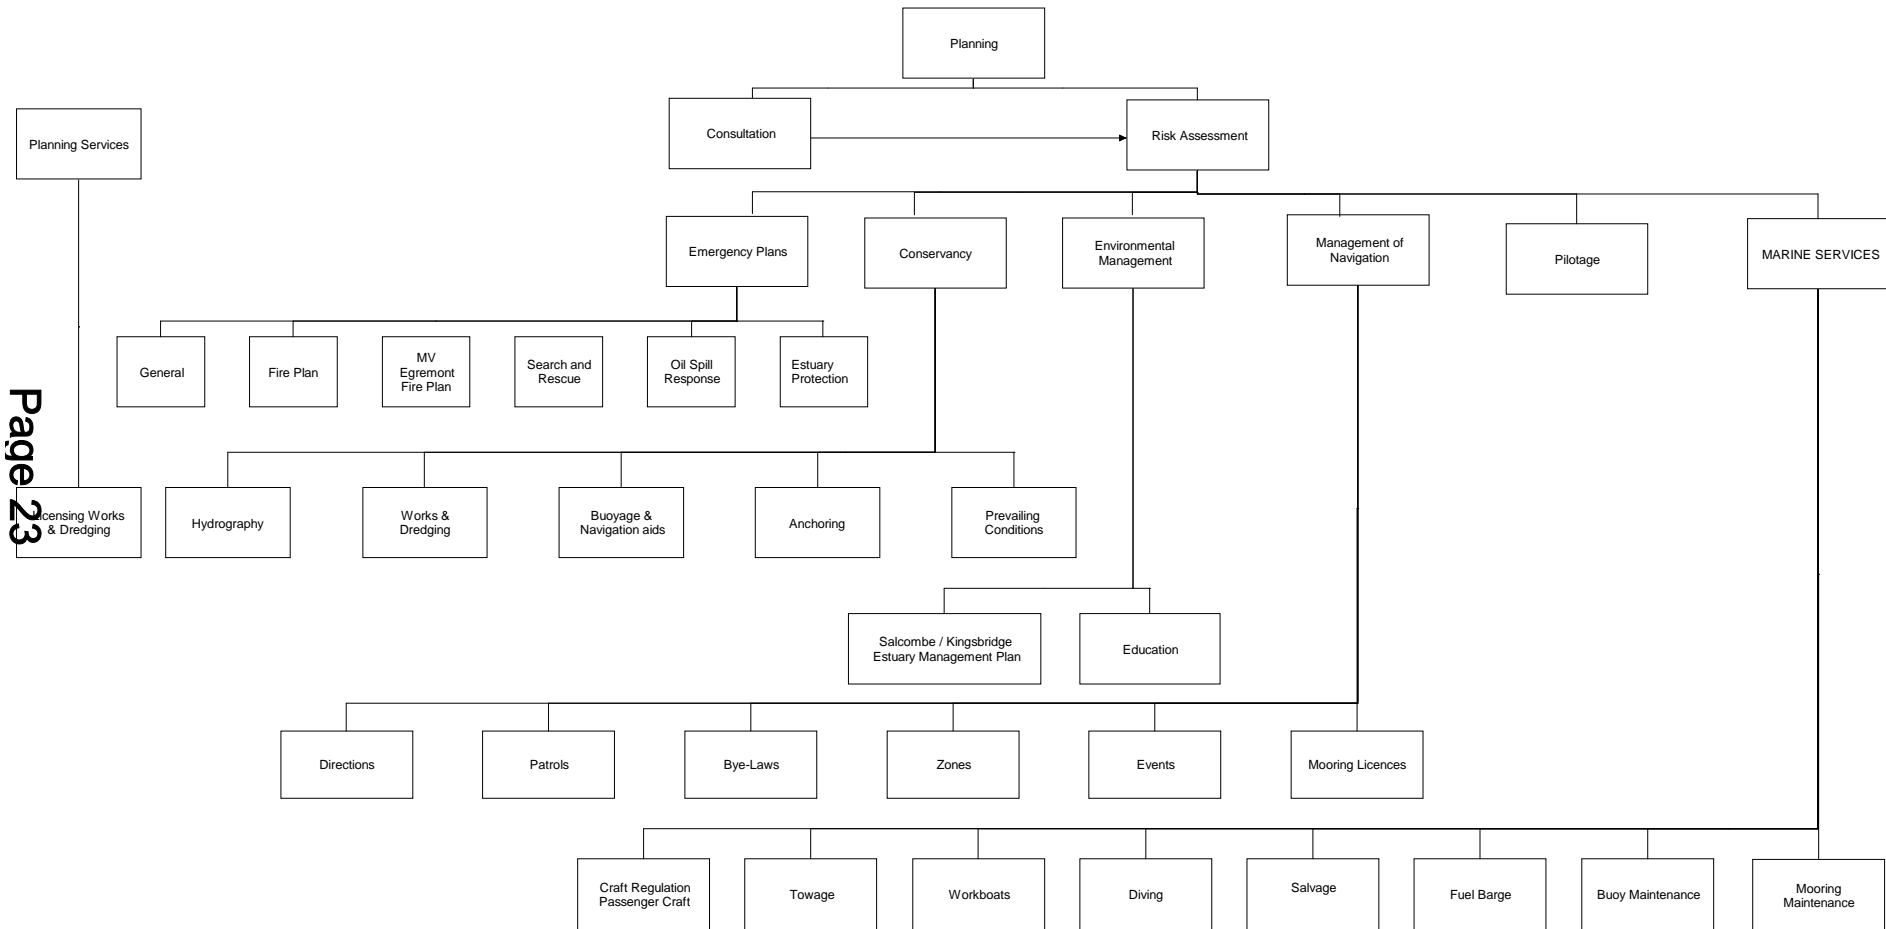 Planning
Planning Services
Consultation
Risk Assessment
Emergency Plans
Conservancy
Environmental
Management
Management of
Navigation
Pilotage
MARINE SERVICES
General
Fire Plan
MV
Egremont
Fire Plan
Search and
Rescue
Oil Spill
Response
Estuary
Protection
Page 23
Licensing Works
& Dredging
Hydrography
Works &
Dredging
Buoyage &
Navigation aids
Anchoring
Prevailing
Conditions
Salcombe / Kingsbridge
Estuary Management Plan
Education
Directions
Patrols
Bye-Laws
Zones
Events
Mooring Licences
Craft Regulation
Passenger Craft
Towage
Workboats
Diving
Salvage
Fuel Barge
Buoy Maintenance
Mooring
Maintenance